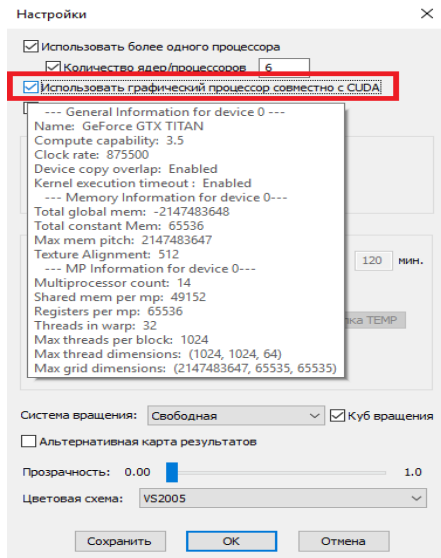 Настройки
Использовать более одного процессора
Количество ядер/процессоров 6
Использовать графический процессор совместно с CUDA
--- General Information for device 0 ---
Name: GeForce GTX TITAN
Compute capability: 3.5
Clock rate: 875500
Device copy overlap: Enabled
Kernel execution timeout : Enabled
--- Memory Information for device 0---
Total global mem: -2147483648
Total constant Mem: 65536
Max mem pitch: 2147483647
Texture Alignment: 512
--- MP Information for device 0---
Multiprocessor count: 14
Shared mem per mp: 49152
Registers per mp: 65536
Threads in warp: 32
Max threads per block: 1024
Max thread dimensions: (1024, 1024, 64)
Max grid dimensions: (2147483647, 65535, 65535)
120 мин.
TEMP
Система вращения: Свободная Куб вращения
Альтернативная карта результатов
Прозрачность: 0.00 1.0
Цветовая схема: VS2005
Сохранить OK Отмена